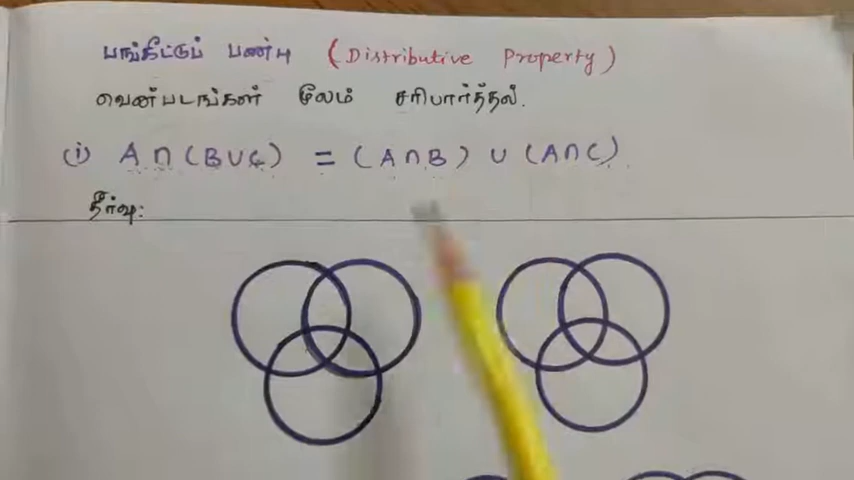 பங்கீட்டுப் பண்பு (Distributive Property)
வென்படங்கள் மூலம் சரிபார்த்தல்.
(i) A∩(B∪C) = (A∩B) ∪ (A∩C)
தீர்வு: